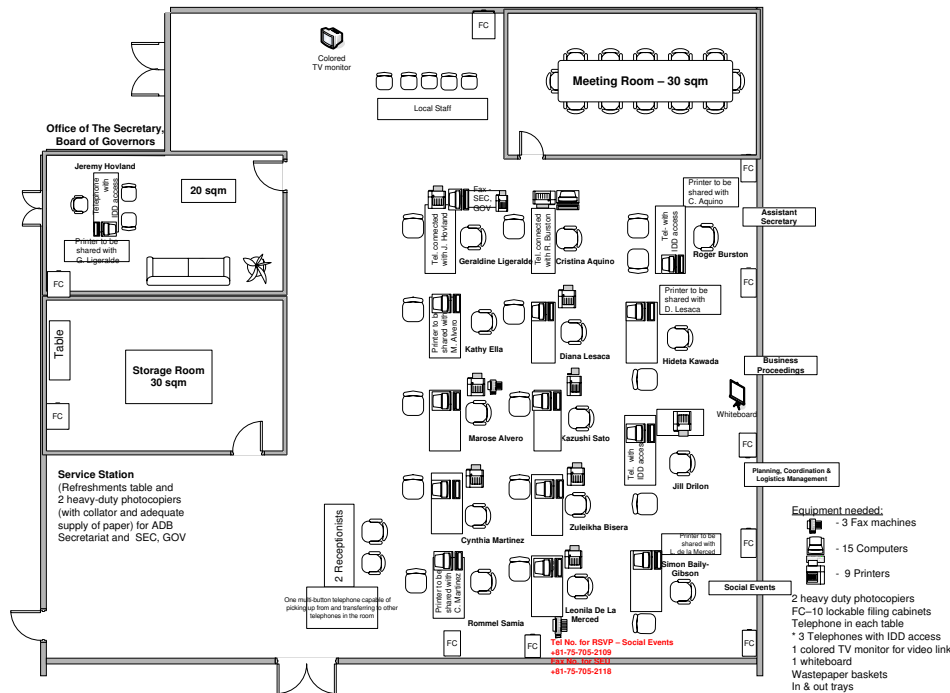 FC
Colored
TV monitor
Meeting Room – 30 sqm
Local Staff
Office of The Secretary,
Board of Governors
Jeremy Hovland
Telephone with IDD access
20 sqm
Printer to be
shared with
G. Ligeralde
FC
Fax -
SEC,
GOV
Tel. connected
with J. Hovland
Geraldine Ligeralde
Tel. connected
with R. Burston
Cristina Aquino
Printer to be
shared with
C. Aquino
FC
Tel- with
IDD access
Roger Burston
Assistant
Secretary
FC
Printer to be
shared with
M. Alvero
Kathy Ella
Diana Lesaca
Printer to be
shared with
D. Lesaca
Hideta Kawada
Business
Proceedings
Table
Storage Room
30 sqm
FC
Marose Alvero
Kazushi Sato
Whiteboard
FC
Tel. with
IDD access
Jill Drilon
Planning, Coordination &
Logistics Management
Service Station
(Refreshments table and
2 heavy-duty photocopiers
(with collator and adequate
supply of paper) for ADB
Secretariat and SEC, GOV
Cynthia Martinez
Zuleikha Bisera
2 Receptionists
One multi-button telephone capable of
picking up from and transferring to other
telephones in the room
Printer to be
shared with
C. Martinez
Rommel Samia
Leonila De La
Merced
Printer to be
shared with
L. de la Merced
Simon Baily-
Gibson
FC
Social Events
FC
FC
FC
Tel No. for RSVP – Social Events
+81-75-705-2109
Fax No. for SEU
+81-75-705-2118
Equipment needed:
- 3 Fax machines
- 15 Computers
- 9 Printers
2 heavy duty photocopiers
FC–10 lockable filing cabinets
Telephone in each table
* 3 Telephones with IDD access
1 colored TV monitor for video link
1 whiteboard
Wastepaper baskets
In & out trays